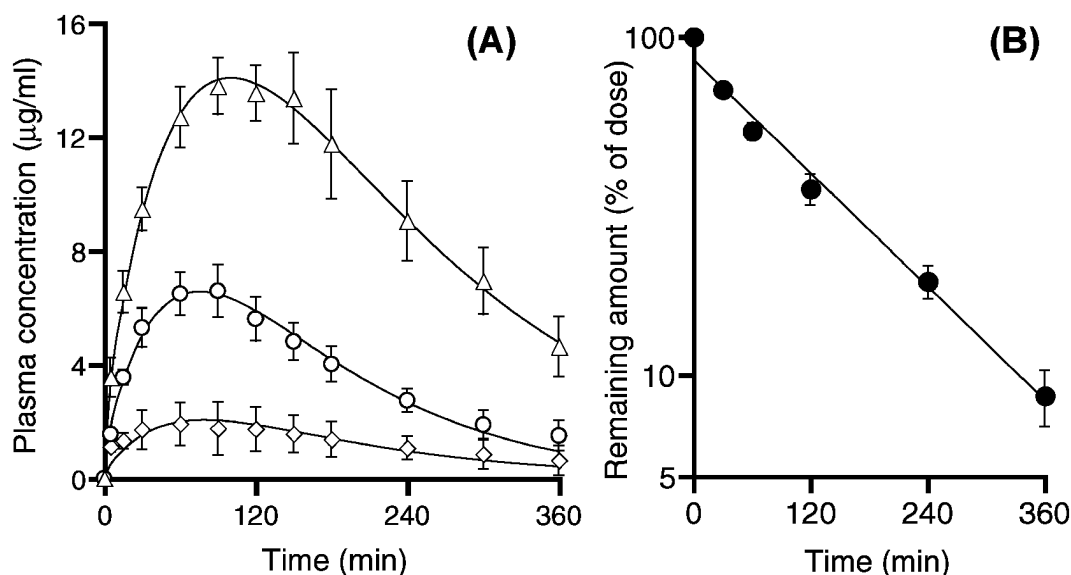 (A)
16
12
8
4
0
Plasma concentration (μg/ml)
0 120 240 360
Time (min)
(B)
100
10
5
Remaining amount (% of dose)
0 120 240 360
Time (min)